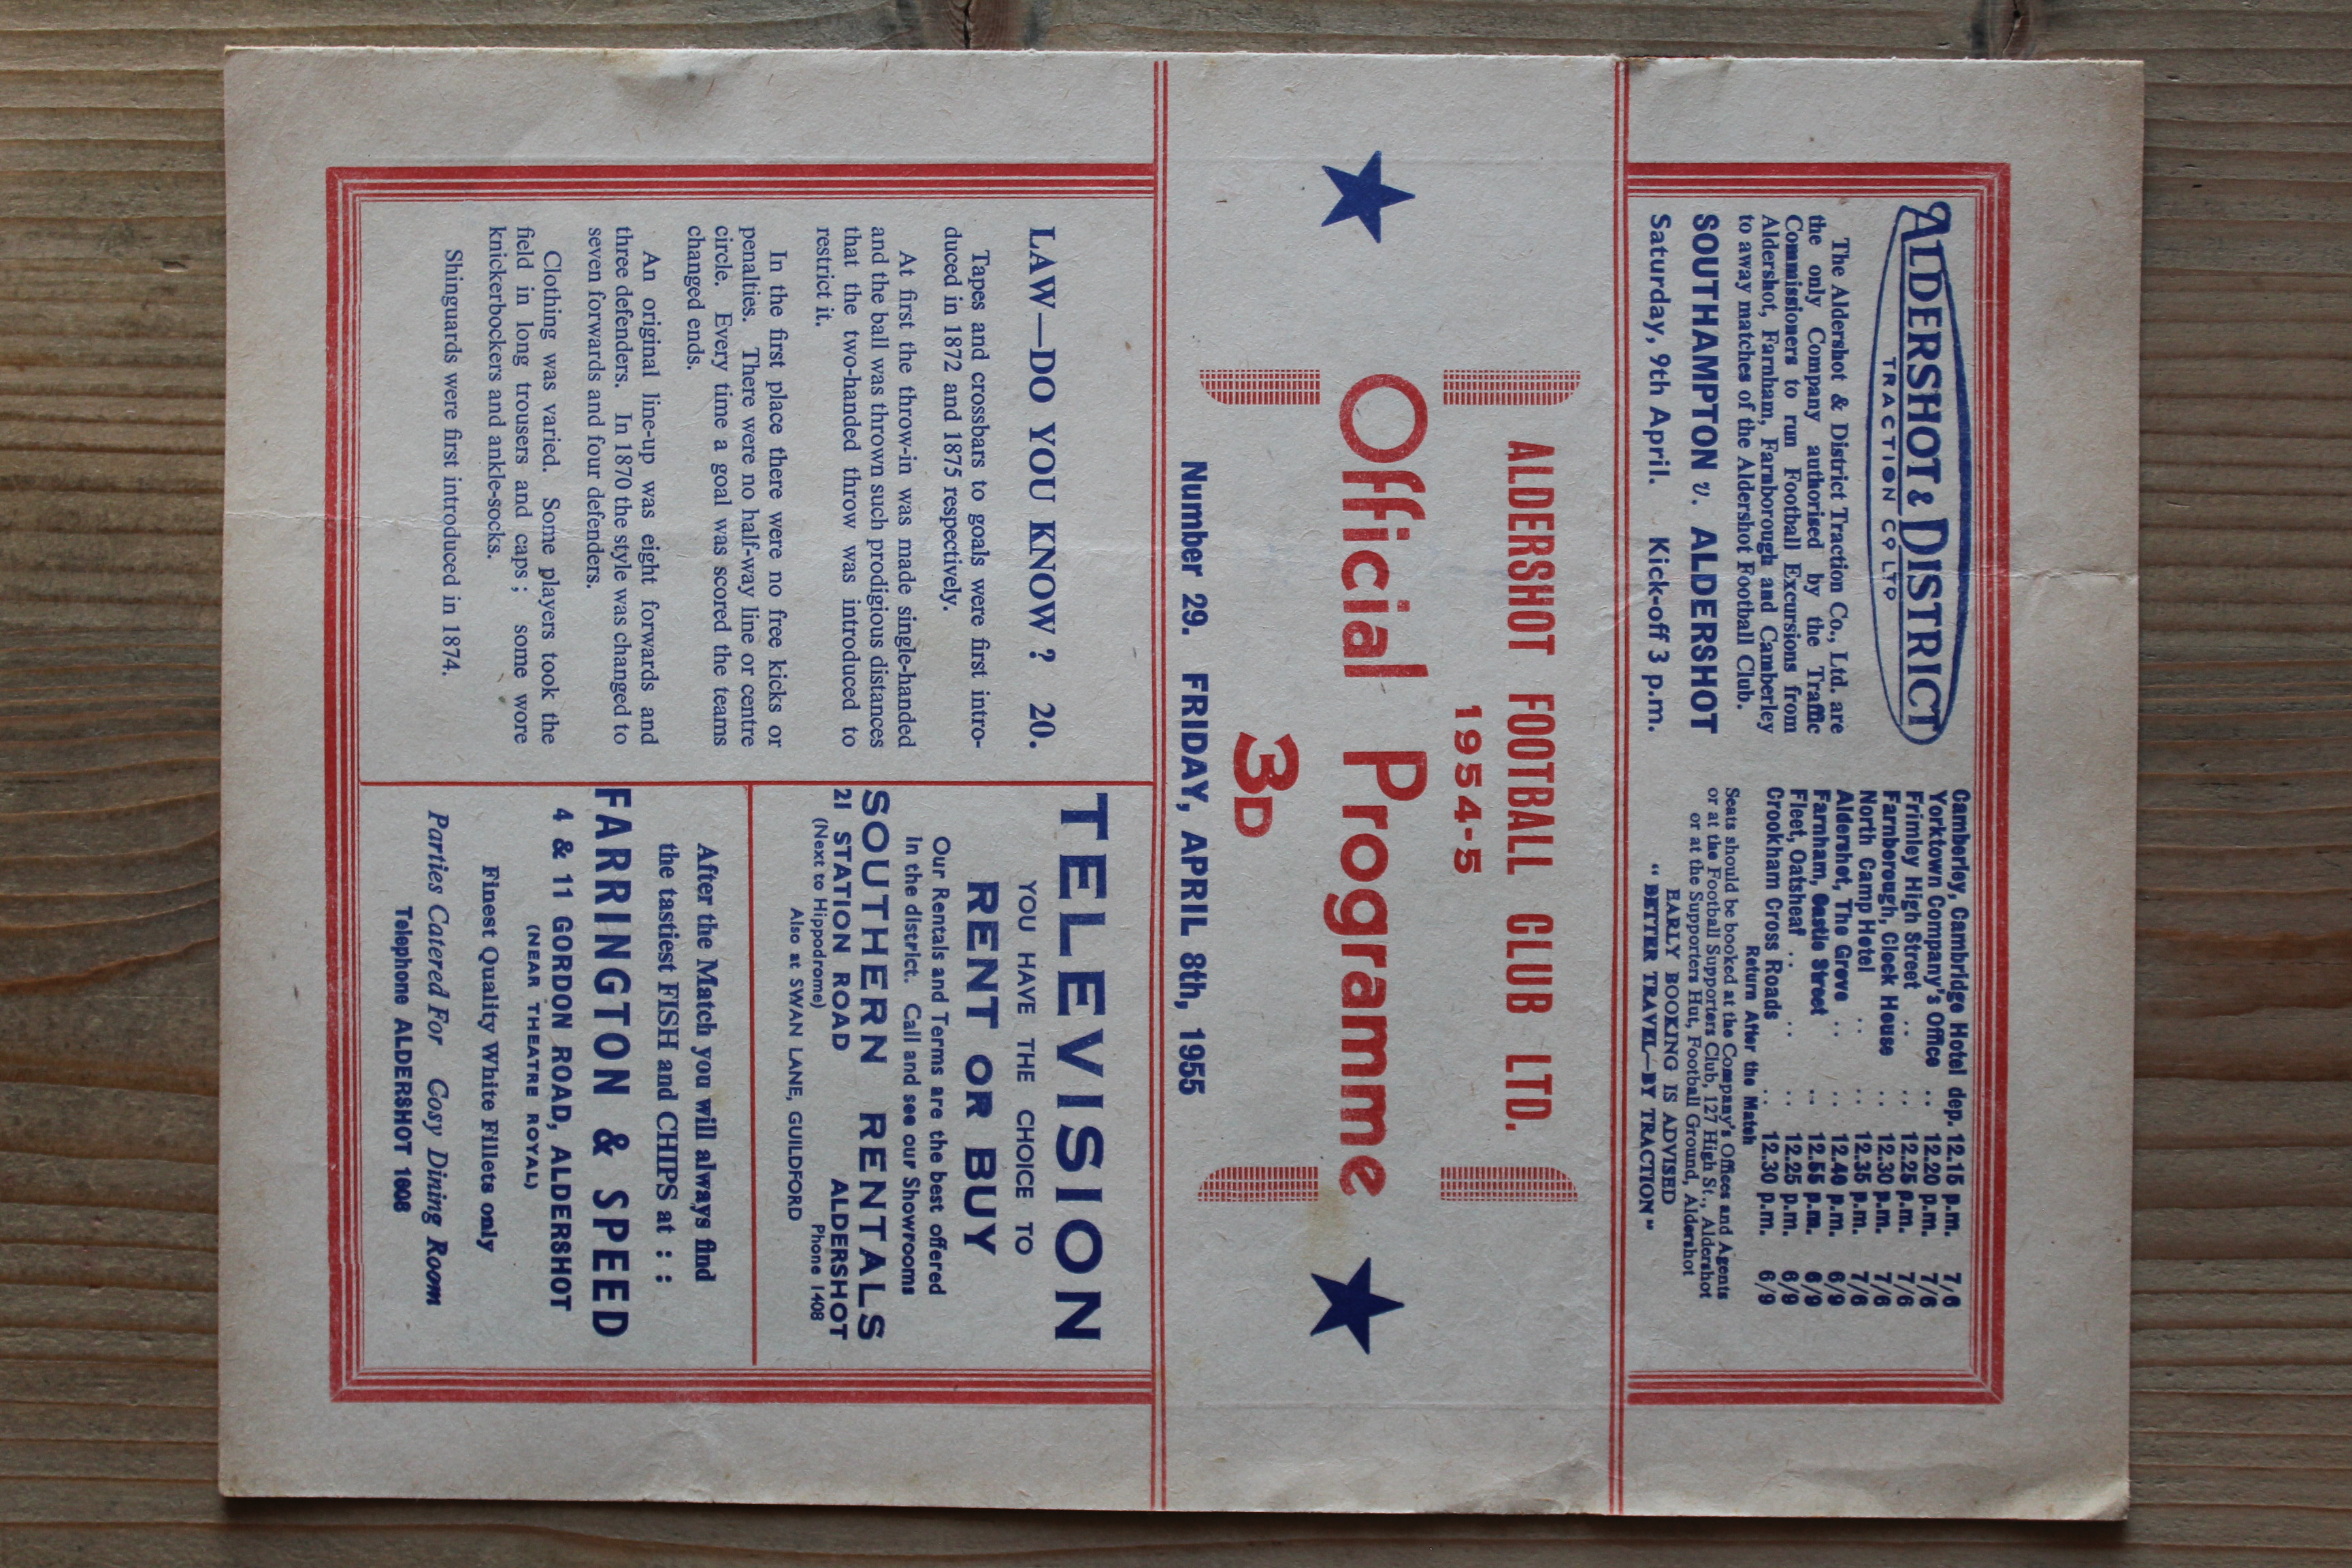 ALDERSHOT & DISTRICT
TRACTION CO LTD
The Aldershot & District Traction Co., Ltd. are
the only Company authorised by the Traffic
Commissioners to run Football Excursions from
Aldershot, Farnham, Farnborough and Camberley
to away matches of the Aldershot Football Club.
SOUTHAMPTON v. ALDERSHOT
Saturday, 9th April. Kick-off 3 p.m.
Camberley, Cambridge Hotel dep. 12.15 p.m. 7/6
Yorktown Company's Office .. 12.20 p.m. 7/6
Frimley High Street .. .. 12.25 p.m. 7/6
Farnborough, Clock House .. 12.30 p.m. 7/6
North Camp Hotel .. .. 12.35 p.m. 7/6
Aldershot, The Grove .. .. 12.40 p.m. 6/9
Farnham, Castle Street .. 12.55 p.m. 6/9
Fleet, Oatsheaf .. .. 12.25 p.m. 6/9
Crookham Cross Roads .. 12.30 p.m. 6/9
Return After the Match
Seats should be booked at the Company's Offices and Agents
or at the Football Supporters Club, 127 High St., Aldershot
or at the Supporters Hut, Football Ground, Aldershot
EARLY BOOKING IS ADVISED
" BETTER TRAVEL—BY TRACTION "
ALDERSHOT FOOTBALL CLUB LTD.
1954-5
Official Programme
3D
Number 29. FRIDAY, APRIL 8th, 1955
LAW—DO YOU KNOW ? 20.
Tapes and crossbars to goals were first intro-
duced in 1872 and 1875 respectively.
At first the throw-in was made single-handed
and the ball was thrown such prodigious distances
that the two-handed throw was introduced to
restrict it.
In the first place there were no free kicks or
penalties. There were no half-way line or centre
circle. Every time a goal was scored the teams
changed ends.
An original line-up was eight forwards and
three defenders. In 1870 the style was changed to
seven forwards and four defenders.
Clothing was varied. Some players took the
field in long trousers and caps ; some wore
knickerbockers and ankle-socks.
Shinguards were first introduced in 1874.
TELEVISION
YOU HAVE THE CHOICE TO
RENT OR BUY
Our Rentals and Terms are the best offered
in the district. Call and see our Showrooms
SOUTHERN RENTALS
21 STATION ROAD ALDERSHOT
(Next to Hippodrome) Phone 1408
Also at SWAN LANE, GUILDFORD
After the Match you will always find
the tastiest FISH and CHIPS at : :
FARRINGTON & SPEED
4 & 11 GORDON ROAD, ALDERSHOT
(NEAR THEATRE ROYAL)
Finest Quality White Fillets only
Parties Catered For Cosy Dining Room
Telephone ALDERSHOT 1608